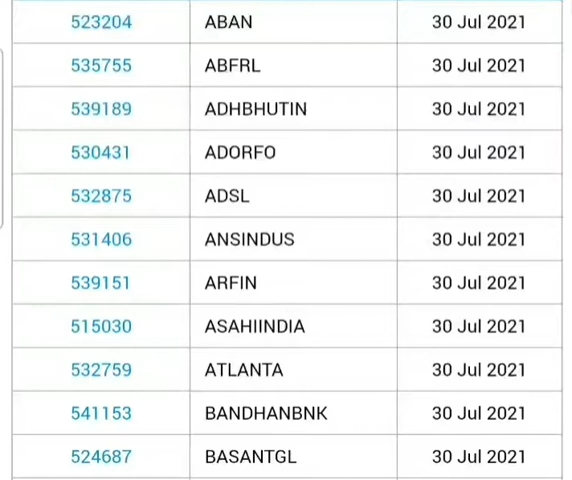 523204 ABAN 30 Jul 2021
535755 ABFRL 30 Jul 2021
539189 ADHBHUTIN 30 Jul 2021
530431 ADORFO 30 Jul 2021
532875 ADSL 30 Jul 2021
531406 ANSINDUS 30 Jul 2021
539151 ARFIN 30 Jul 2021
515030 ASAHIINDIA 30 Jul 2021
532759 ATLANTA 30 Jul 2021
541153 BANDHANBNK 30 Jul 2021
524687 BASANTGL 30 Jul 2021